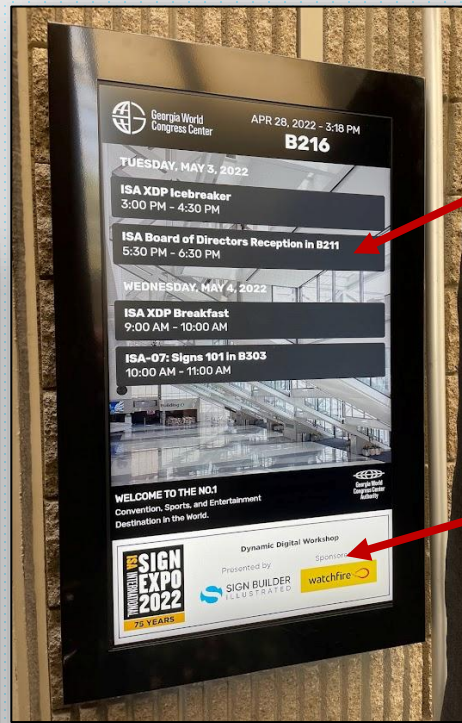 Georgia World
Congress Center
APR 28, 2022 - 3:18 PM
B216
TUESDAY, MAY 3, 2022
ISA XDP Icebreaker
3:00 PM - 4:30 PM
ISA Board of Directors Reception in B211
5:30 PM - 6:30 PM
WEDNESDAY, MAY 4, 2022
ISA XDP Breakfast
9:00 AM - 10:00 AM
ISA-07: Signs 101 in B303
10:00 AM - 11:00 AM
WELCOME TO THE NO.1
Convention, Sports, and Entertainment
Destination in the World.
Georgia World
Congress Center
Authority
ISA INTERNATIONAL
SIGN
EXPO
2022
75 YEARS
Dynamic Digital Workshop
Presented by
SIGN BUILDER
ILLUSTRATED
watchfire